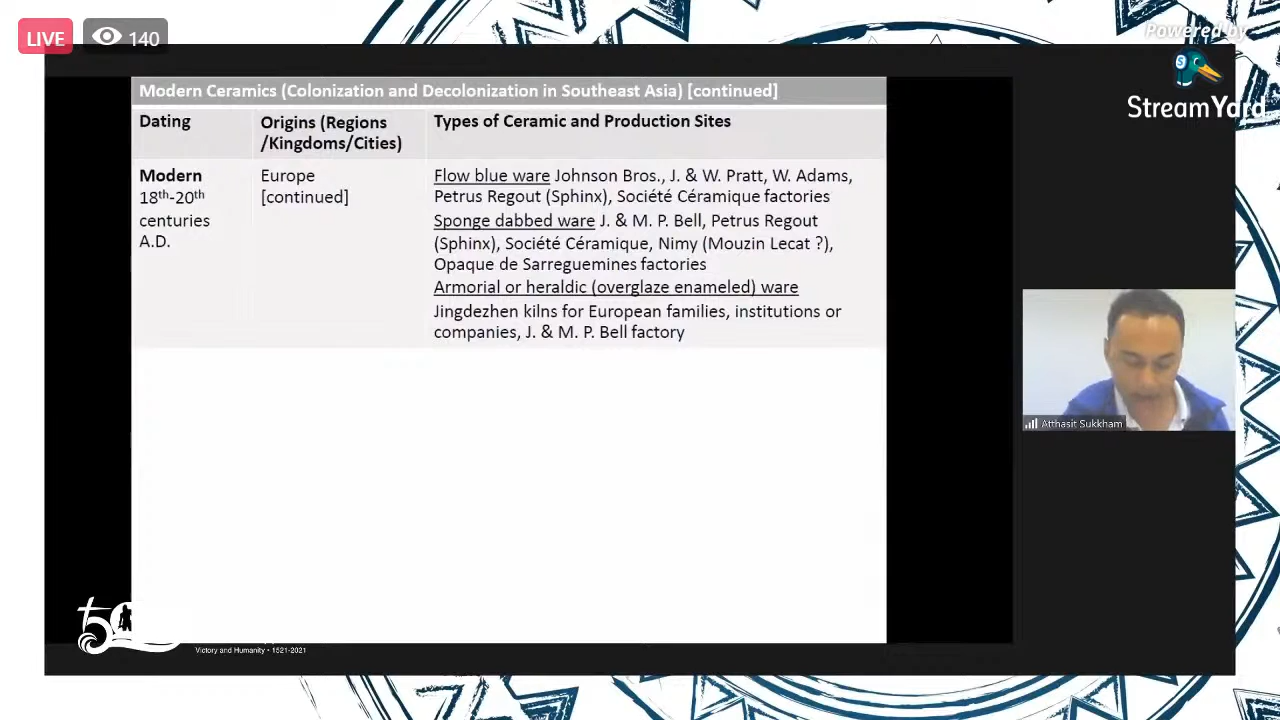 LIVE
140
Powered by
StreamYard
Modern Ceramics (Colonization and Decolonization in Southeast Asia) [continued]
Dating
Origins (Regions
/Kingdoms/Cities)
Types of Ceramic and Production Sites
Modern
18th-20th
centuries
A.D.
Europe
[continued]
Flow blue ware Johnson Bros., J. & W. Pratt, W. Adams,
Petrus Regout (Sphinx), Société Céramique factories
Sponge dabbed ware J. & M. P. Bell, Petrus Regout
(Sphinx), Société Céramique, Nimy (Mouzin Lecat ?),
Opaque de Sarreguemines factories
Armorial or heraldic (overglaze enameled) ware
Jingdezhen kilns for European families, institutions or
companies, J. & M. P. Bell factory
Atthasit Sukkham
Victory and Humanity • 1521-2021